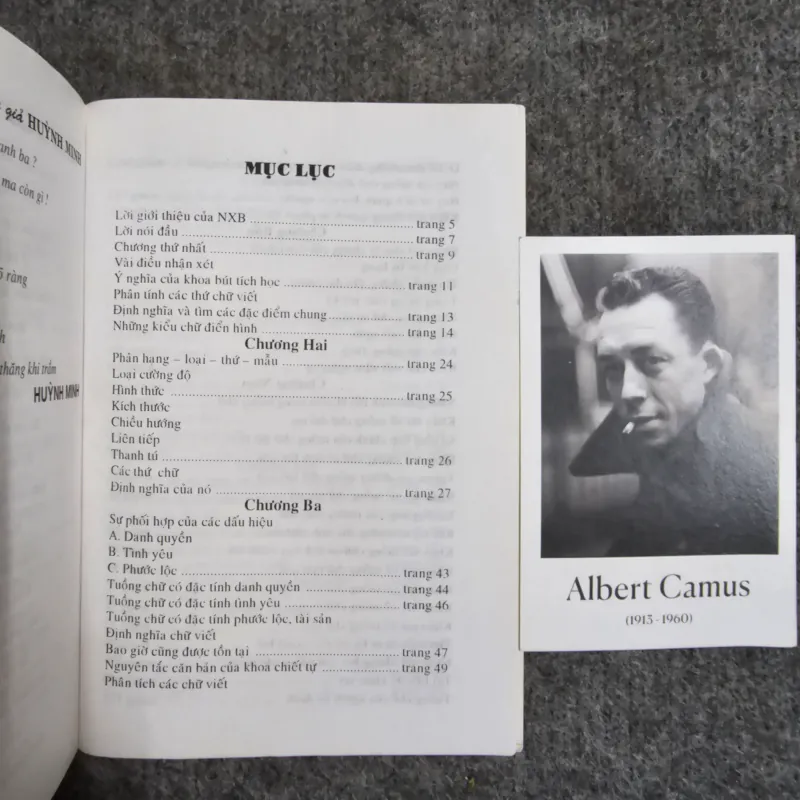 giả HUỲNH MINH
anh ba ?
ma còn gì !
ràng
thăng khi trầm
HUỲNH MINH
MỤC LỤC
Lời giới thiệu của NXB ........ trang 5
Lời nói đầu ........ trang 7
Chương thứ nhất ........ trang 9
Vài điều nhận xét
Ý nghĩa của khoa bút tích học ........ trang 11
Phân tính các thứ chữ viết
Định nghĩa và tìm các đặc điểm chung ........ trang 13
Những kiểu chữ điển hình ........ trang 14
Chương Hai
Phân hạng – loại – thứ – mẫu ........ trang 24
Loại cường độ
Hình thức ........ trang 25
Kích thước
Chiều hướng
Liên tiếp
Thanh tú ........ trang 26
Các thứ chữ
Định nghĩa của nó ........ trang 27
Chương Ba
Sự phối hợp của các dấu hiệu
A. Danh quyền
B. Tình yêu
C. Phước lộc ........ trang 43
Tuồng chữ có đặc tính danh quyền ........ trang 44
Tuồng chữ có đặc tính tình yêu ........ trang 46
Tuồng chữ có đặc tính phước lộc, tài sản
Định nghĩa chữ viết
Bao giờ cũng được tồn tại ........ trang 47
Nguyên tắc căn bản của khoa chiết tự ........ trang 49
Phân tích các chữ viết
Albert Camus
(1913 - 1960)